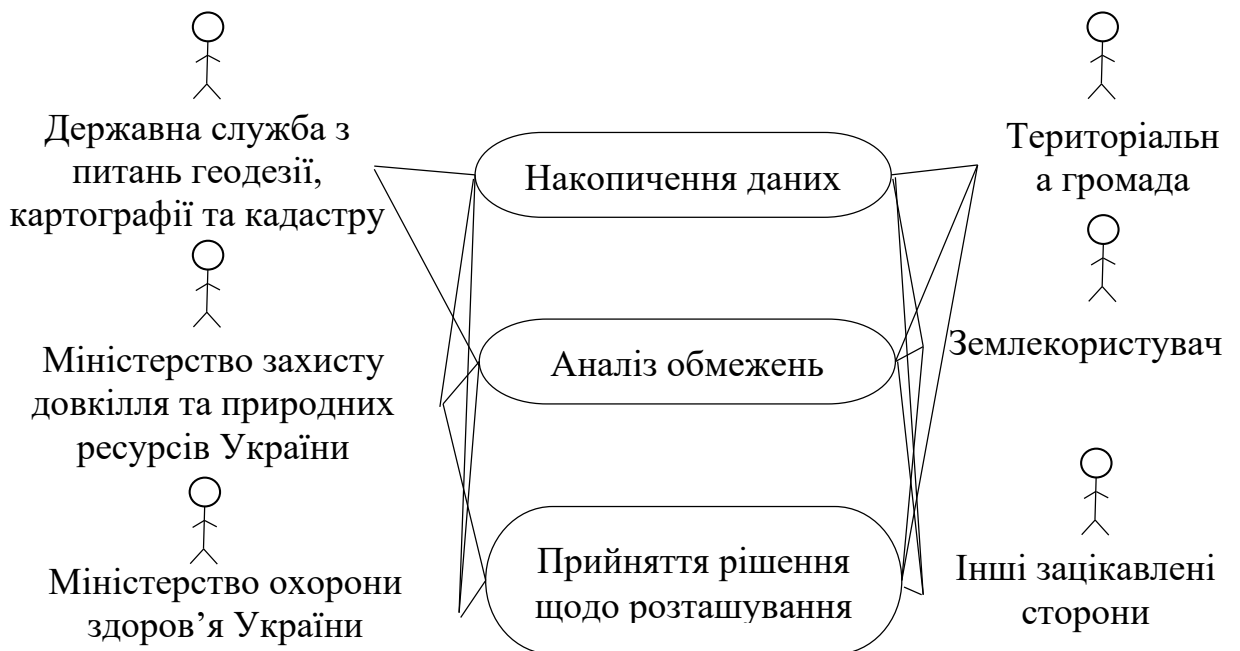 Державна служба з
питань геодезії,
картографії та кадастру
Міністерство захисту
довкілля та природних
ресурсів України
Міністерство охорони
здоров’я України
Накопичення даних
Аналіз обмежень
Прийняття рішення
щодо розташування
Територіальн
а громада
Землекористувач
Інші зацікавлені
сторони